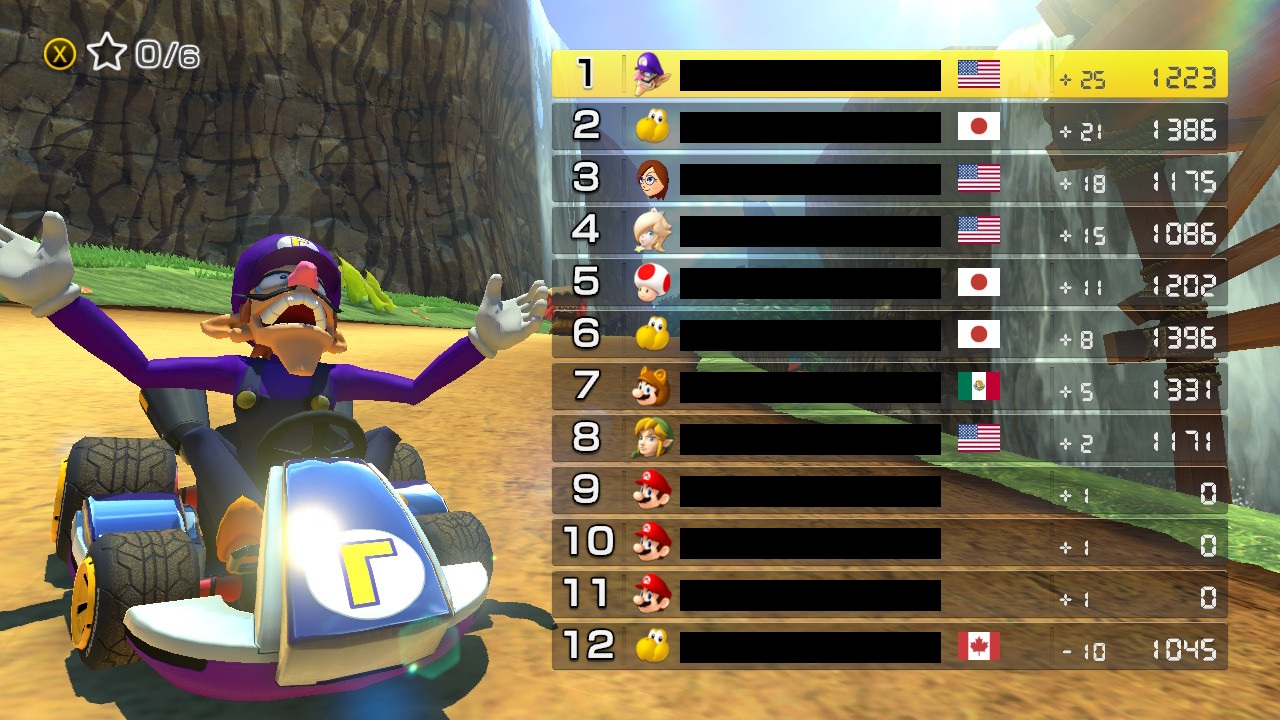 X 0/6
1 + 25 1223
2 + 21 1386
3 + 18 1175
4 + 15 1086
5 + 11 1202
6 + 8 1396
7 + 5 1331
8 + 2 1171
9 + 1 0
10 + 1 0
11 + 1 0
12 - 10 1045